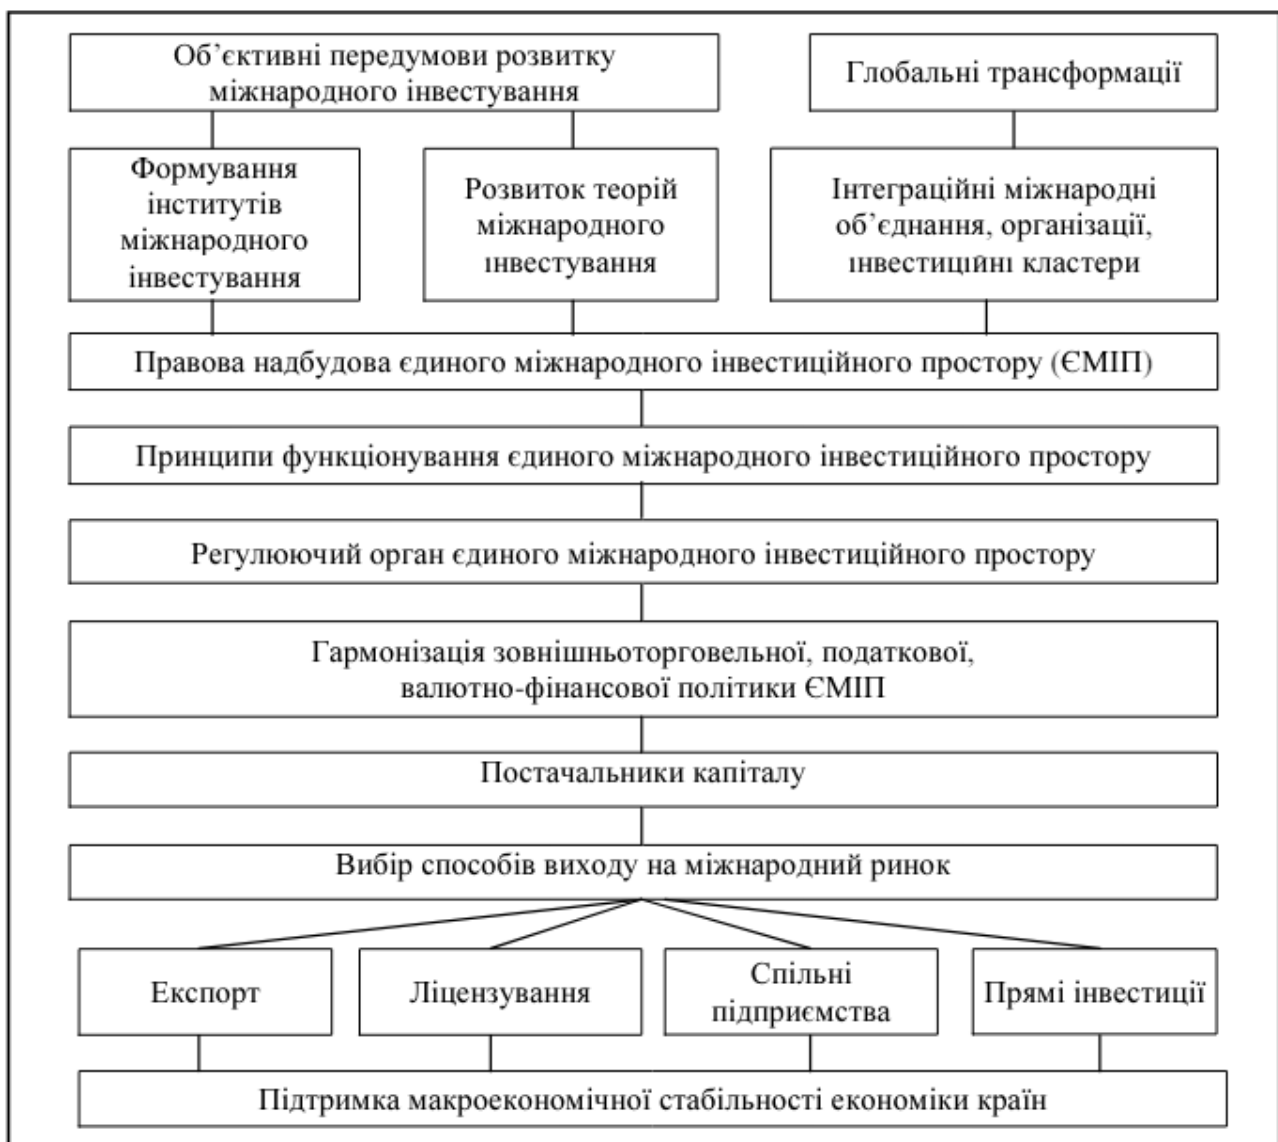 Об’єктивні передумови розвитку
міжнародного інвестування
Глобальні трансформації
Формування
інститутів
міжнародного
інвестування
Розвиток теорій
міжнародного
інвестування
Інтеграційні міжнародні
об’єднання, організації,
інвестиційні кластери
Правова надбудова єдиного міжнародного інвестиційного простору (ЄМІП)
Принципи функціонування єдиного міжнародного інвестиційного простору
Регулюючий орган єдиного міжнародного інвестиційного простору
Гармонізація зовнішньоторговельної, податкової,
валютно-фінансової політики ЄМІП
Постачальники капіталу
Вибір способів виходу на міжнародний ринок
Експорт
Ліцензування
Спільні
підприємства
Прямі інвестиції
Підтримка макроекономічної стабільності економіки країн